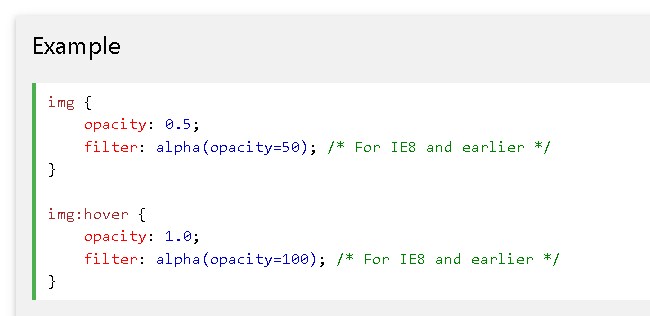 Example
img {
    opacity: 0.5;
    filter: alpha(opacity=50); /* For IE8 and earlier */
}

img:hover {
    opacity: 1.0;
    filter: alpha(opacity=100); /* For IE8 and earlier */
}